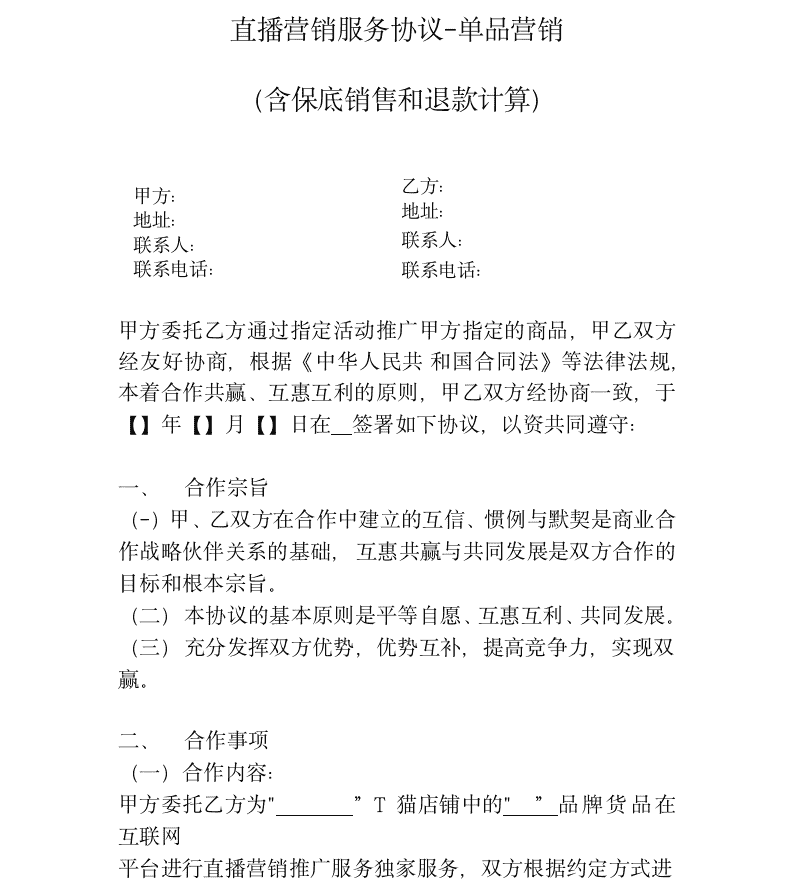 直播营销服务协议-单品营销
(含保底销售和退款计算)
甲方:
地址:
联系人:
联系电话:
乙方:
地址:
联系人:
联系电话:
甲方委托乙方通过指定活动推广甲方指定的商品，甲乙双方
经友好协商，根据《中华人民共 和国合同法》等法律法规,
本着合作共赢、互惠互利的原则，甲乙双方经协商一致，于
【】年【】月【】日在__签署如下协议，以资共同遵守:
一、 合作宗旨
（-）甲、乙双方在合作中建立的互信、惯例与默契是商业合
作战略伙伴关系的基础， 互惠共赢与共同发展是双方合作的
目标和根本宗旨。
（二） 本协议的基本原则是平等自愿、互惠互利、共同发展。
（三） 充分发挥双方优势，优势互补，提高竞争力，实现双
赢。
二、 合作事项
（一）合作内容:
甲方委托乙方为"_______” T 猫店铺中的"__”_品牌货品在
互联网
平台进行直播营销推广服务独家服务，双方根据约定方式进